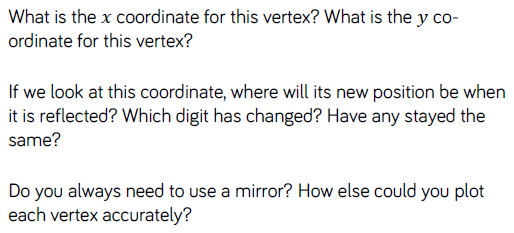 What is the x coordinate for this vertex? What is the y co-
ordinate for this vertex?
If we look at this coordinate, where will its new position be when
it is reflected? Which digit has changed? Have any stayed the
same?
Do you always need to use a mirror? How else could you plot
each vertex accurately?